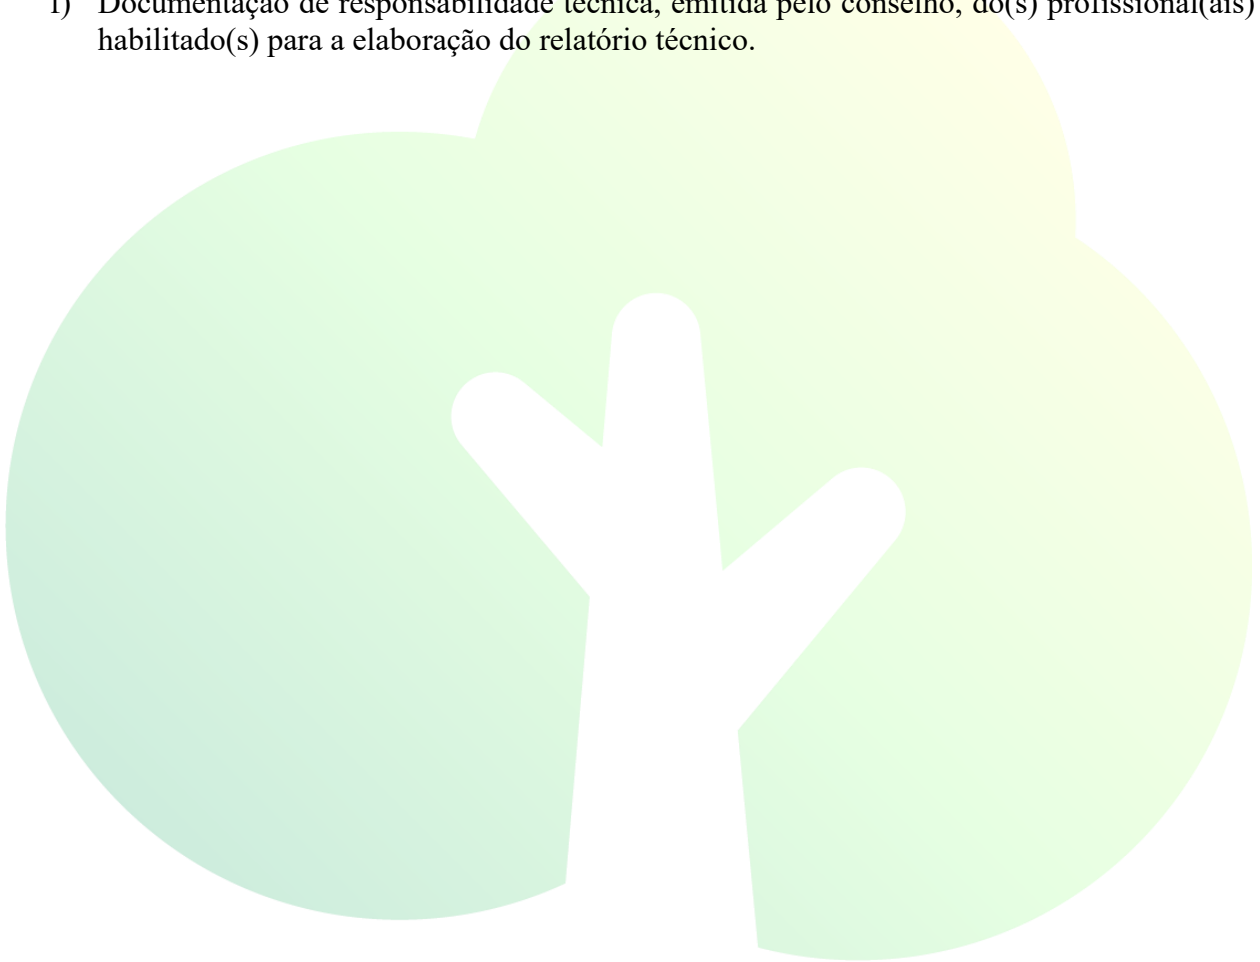 Documentação de responsabilidade técnica, emitida pelo conselho, do(s) profissional(ais)
habilitado(s) para a elaboração do relatório técnico.